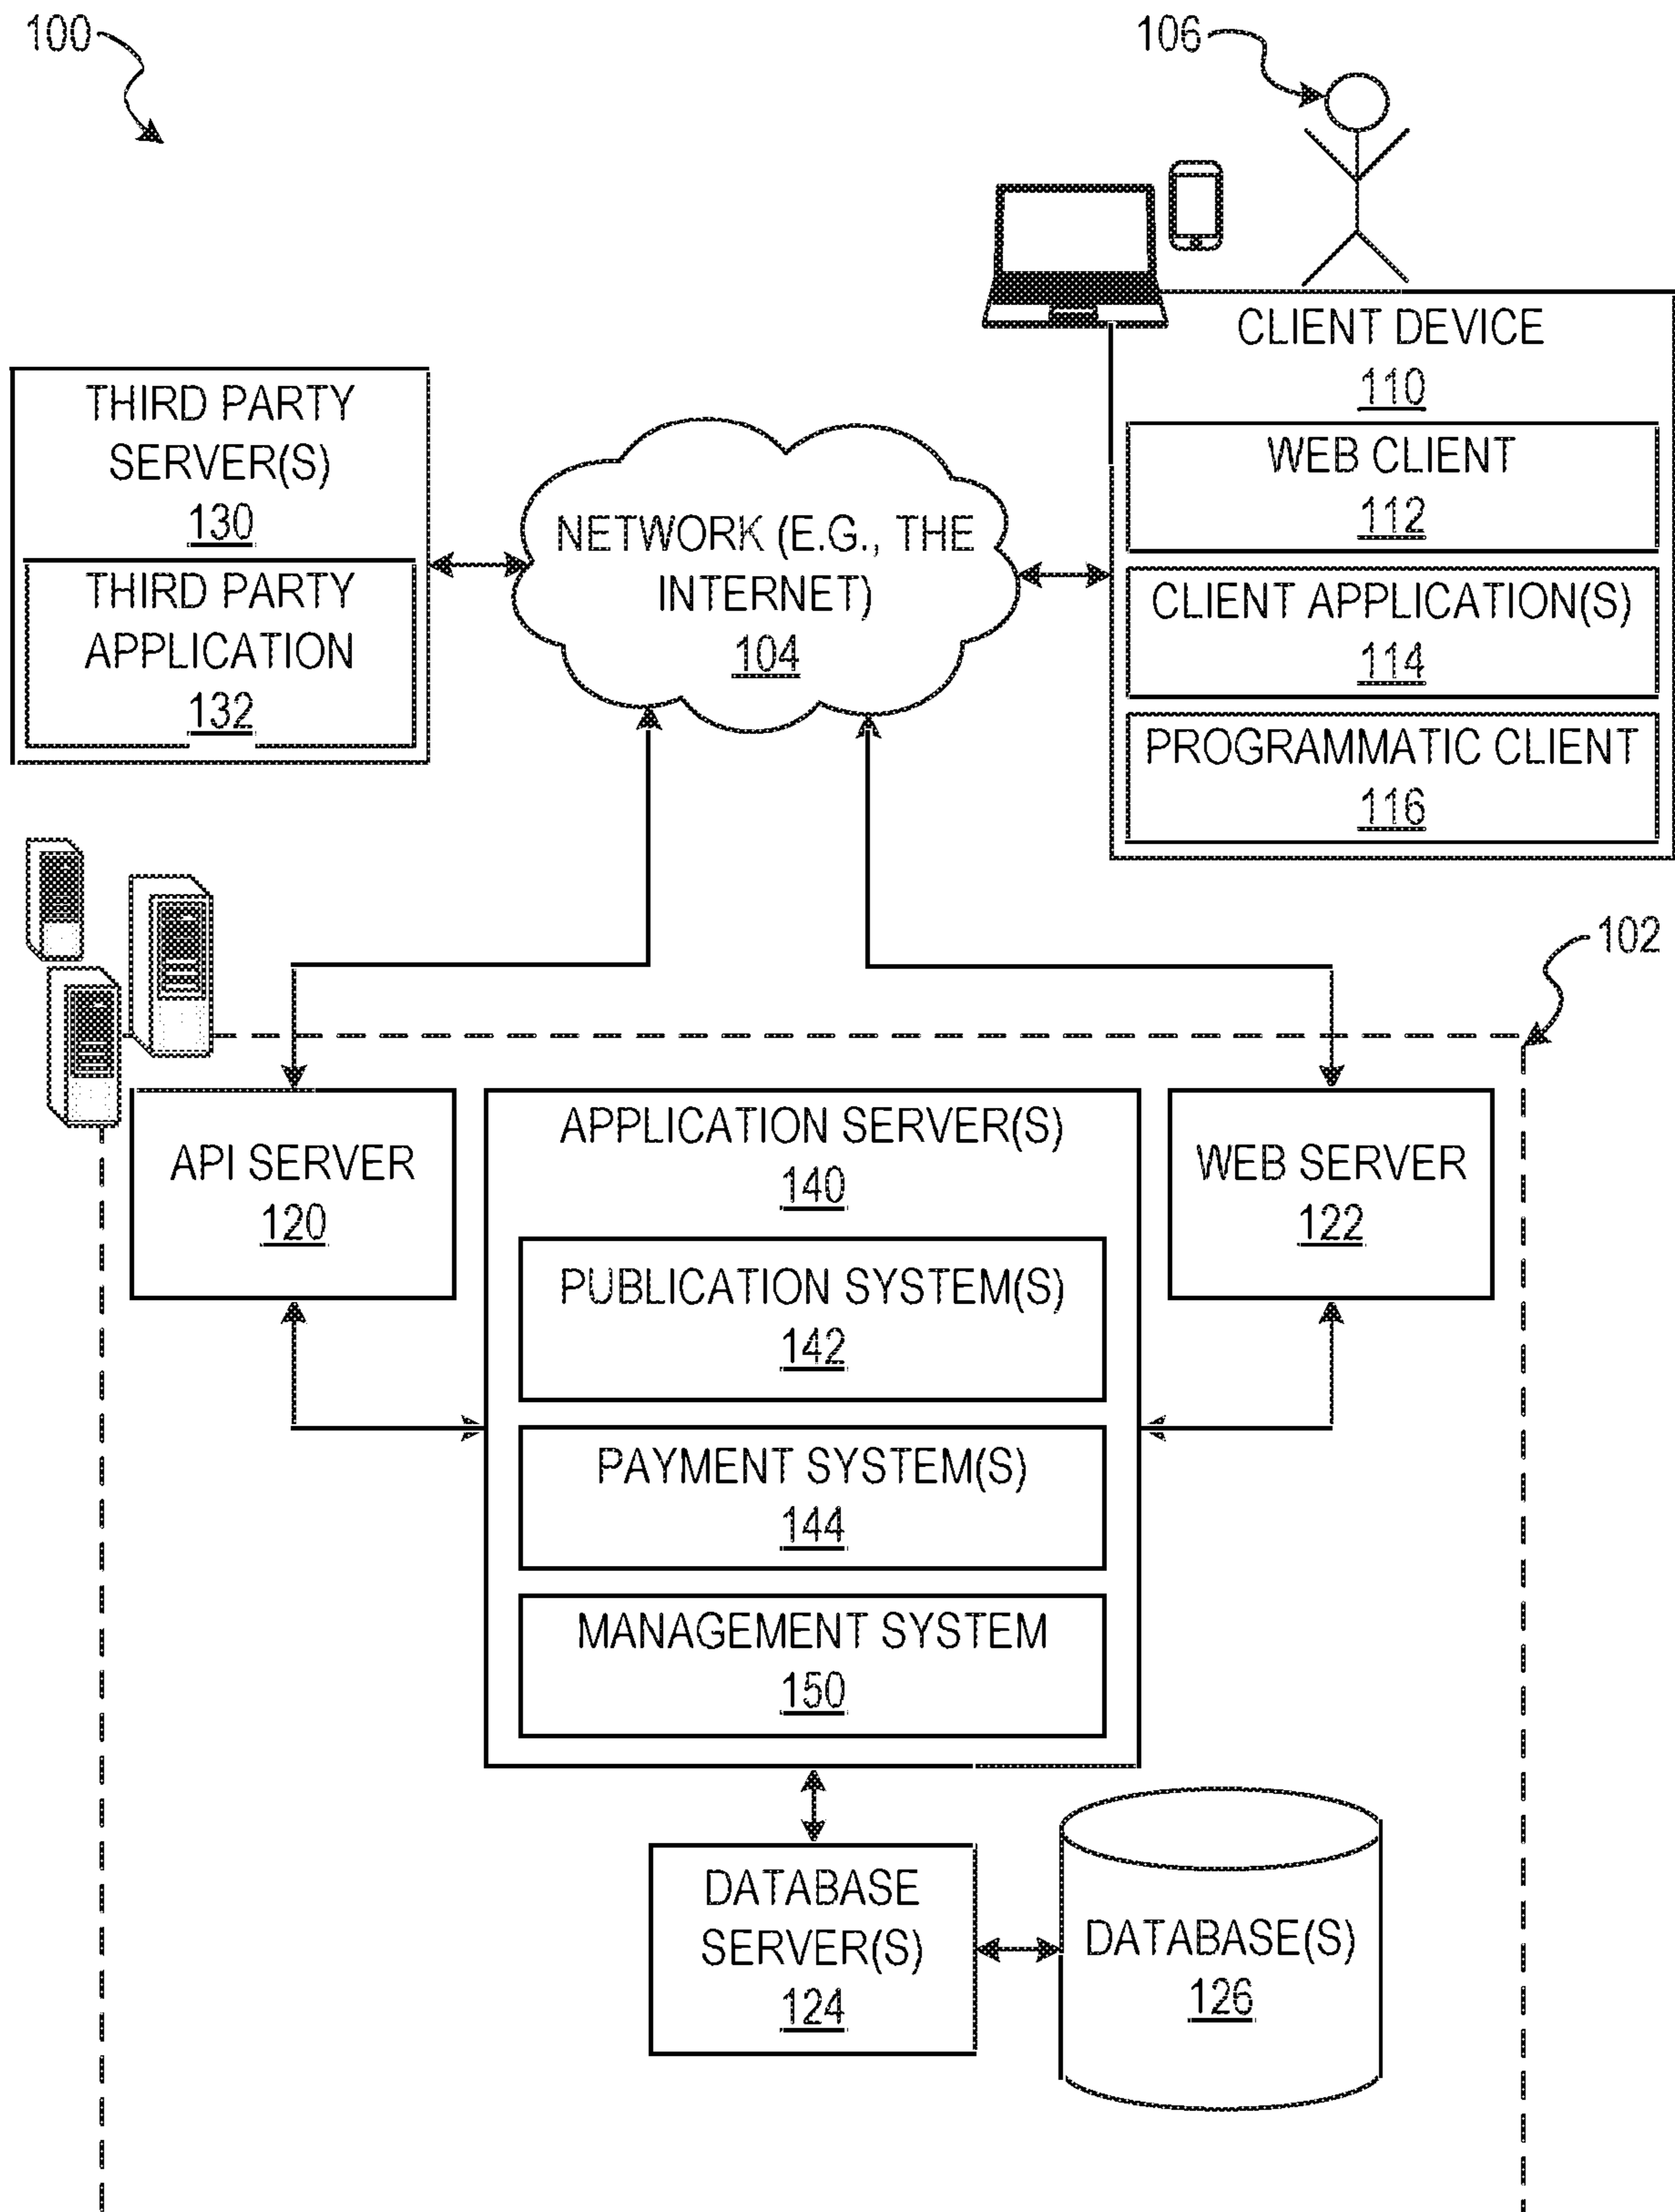 100
106
CLIENT DEVICE
110
WEB CLIENT
112
CLIENT APPLICATION(S)
114
PROGRAMMATIC CLIENT
116
THIRD PARTY
SERVER(S)
130
THIRD PARTY
APPLICATION
132
NETWORK (E.G., THE
INTERNET)
104
102
API SERVER
120
APPLICATION SERVER(S)
140
PUBLICATION SYSTEM(S)
142
PAYMENT SYSTEM(S)
144
MANAGEMENT SYSTEM
150
WEB SERVER
122
DATABASE
SERVER(S)
124
DATABASE(S)
126